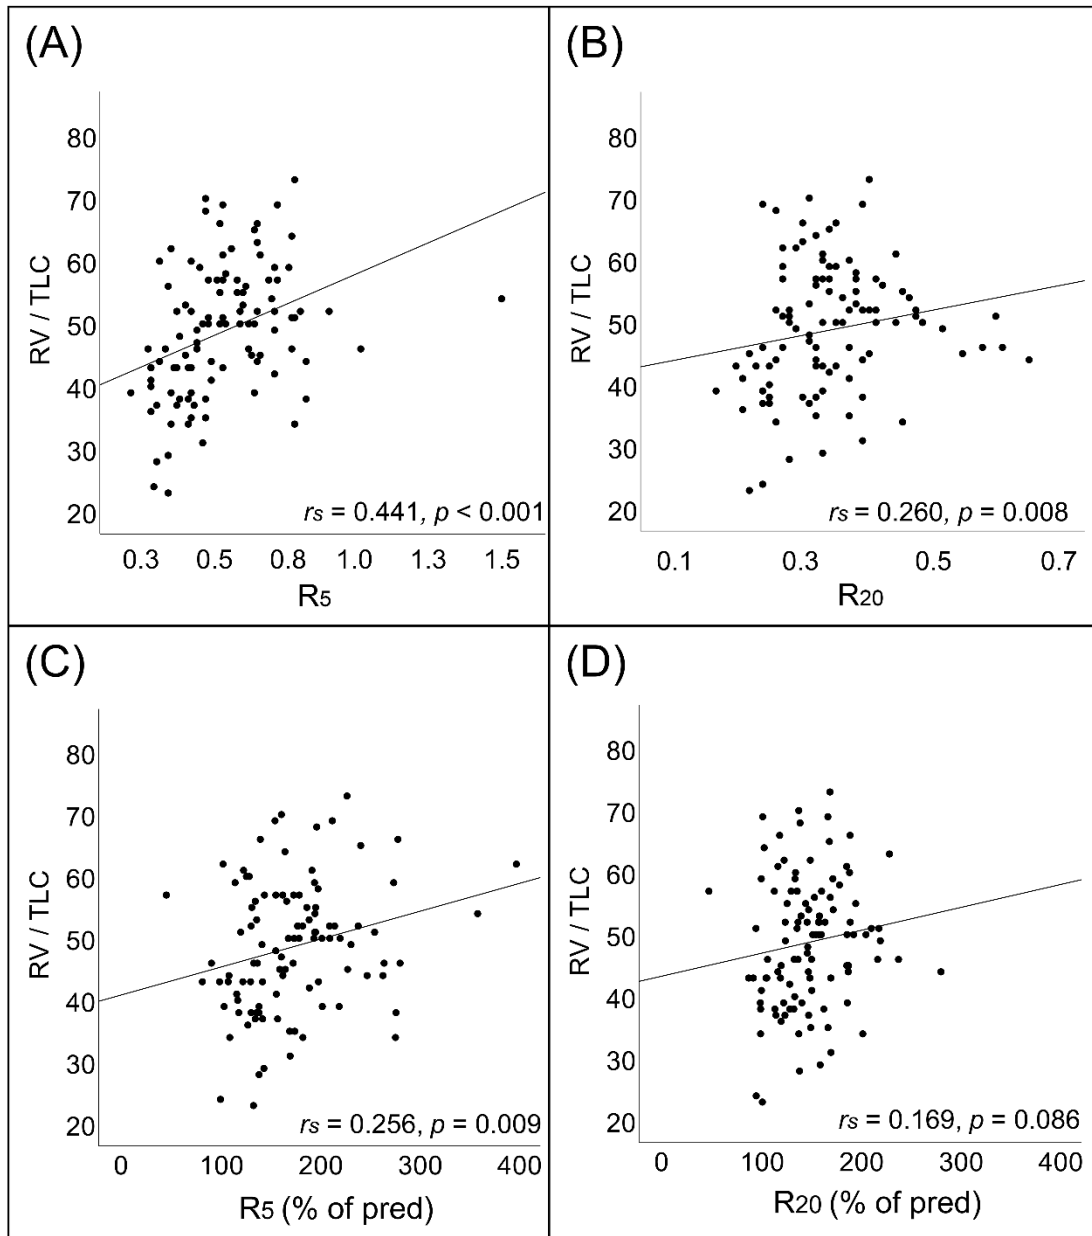 (A)
RV / TLC
80
70
60
50
40
30
20
rs = 0.441, p < 0.001
0.3 0.5 0.8 1.0 1.3 1.5
R5
(B)
RV / TLC
80
70
60
50
40
30
20
rs = 0.260, p = 0.008
0.1 0.3 0.5 0.7
R20
(C)
RV / TLC
80
70
60
50
40
30
20
rs = 0.256, p = 0.009
0 100 200 300 400
R5 (% of pred)
(D)
RV / TLC
80
70
60
50
40
30
20
rs = 0.169, p = 0.086
0 100 200 300 400
R20 (% of pred)